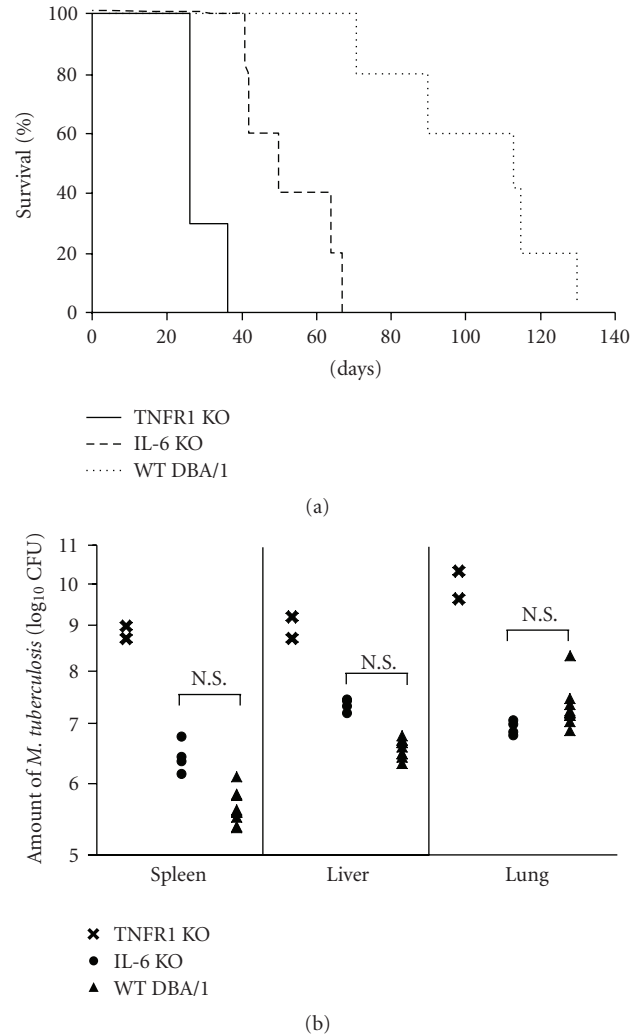 100
80
60
40
20
0
Survival (%)
0 20 40 60 80 100 120 140
(days)
TNFR1 KO
IL-6 KO
WT DBA/1
(a)
11
10
9
8
7
6
5
Amount of M. tuberculosis (log10 CFU)
N.S.
N.S.
N.S.
Spleen Liver Lung
TNFR1 KO
IL-6 KO
WT DBA/1
(b)